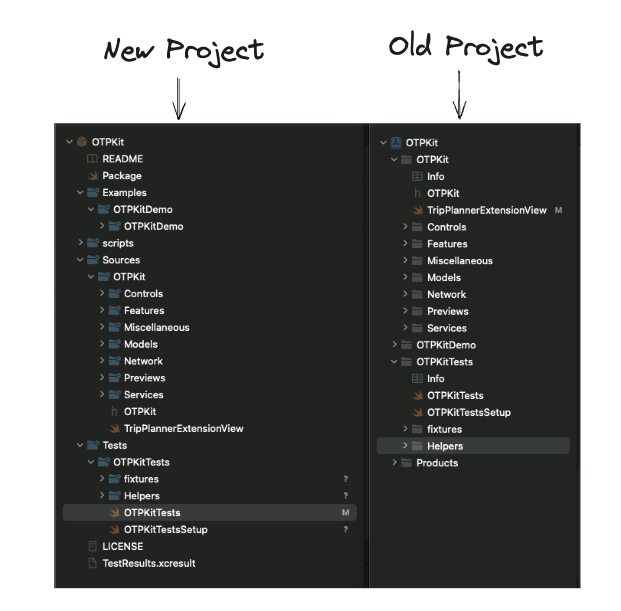 New Project
Old Project
OTPKit
README
Package
Examples
OTPKitDemo
OTPKitDemo
scripts
Sources
OTPKit
Controls
Features
Miscellaneous
Models
Network
Previews
Services
h OTPKit
TripPlannerExtensionView
Tests
OTPKitTests
fixtures ?
Helpers ?
OTPKitTests M
OTPKitTestsSetup ?
LICENSE
TestResults.xcresult
OTPKit
OTPKit
Info
h OTPKit
TripPlannerExtensionView M
Controls
Features
Miscellaneous
Models
Network
Previews
Services
OTPKitDemo
OTPKitTests
Info
OTPKitTests
OTPKitTestsSetup
fixtures
Helpers
Products